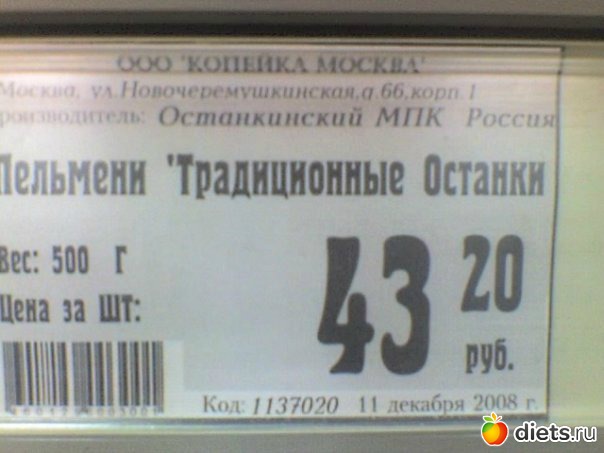 ООО 'КОПЕЙКА МОСКВА'
Москва, ул.Новочеремушкинская,д.66,корп.1
роизводитель: Останкинский МПК Россия
Пельмени 'Традиционные Останки
Вес: 500 Г
Цена за ШТ:
43 20
руб.
Код: 1137020 11 декабря 2008 г.
diets.ru